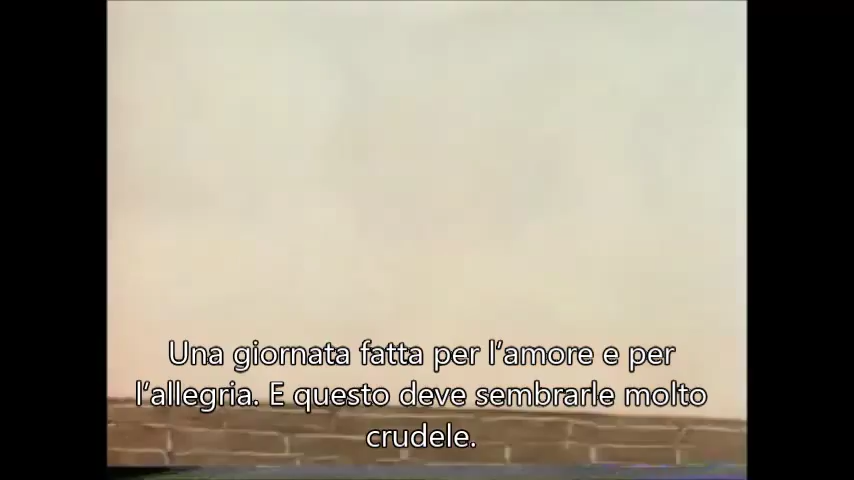 Una giornata fatta per l’amore e per
l’allegria. E questo deve sembrarle molto
crudele.